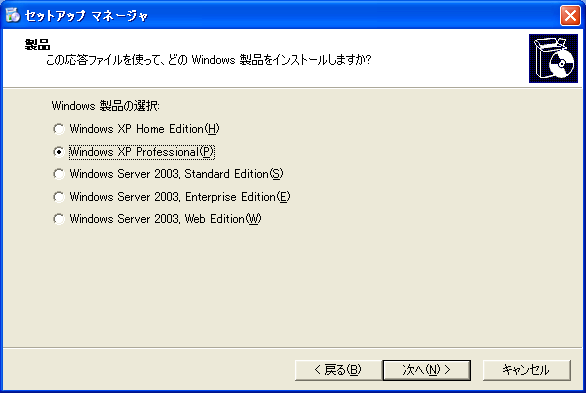 セットアップ マネージャ
製品
この応答ファイルを使って、どの Windows 製品をインストールしますか?
Windows 製品の選択:
Windows XP Home Edition(H)
Windows XP Professional(P)
Windows Server 2003, Standard Edition(S)
Windows Server 2003, Enterprise Edition(E)
Windows Server 2003, Web Edition(W)
< 戻る(B) 次へ(N) > キャンセル